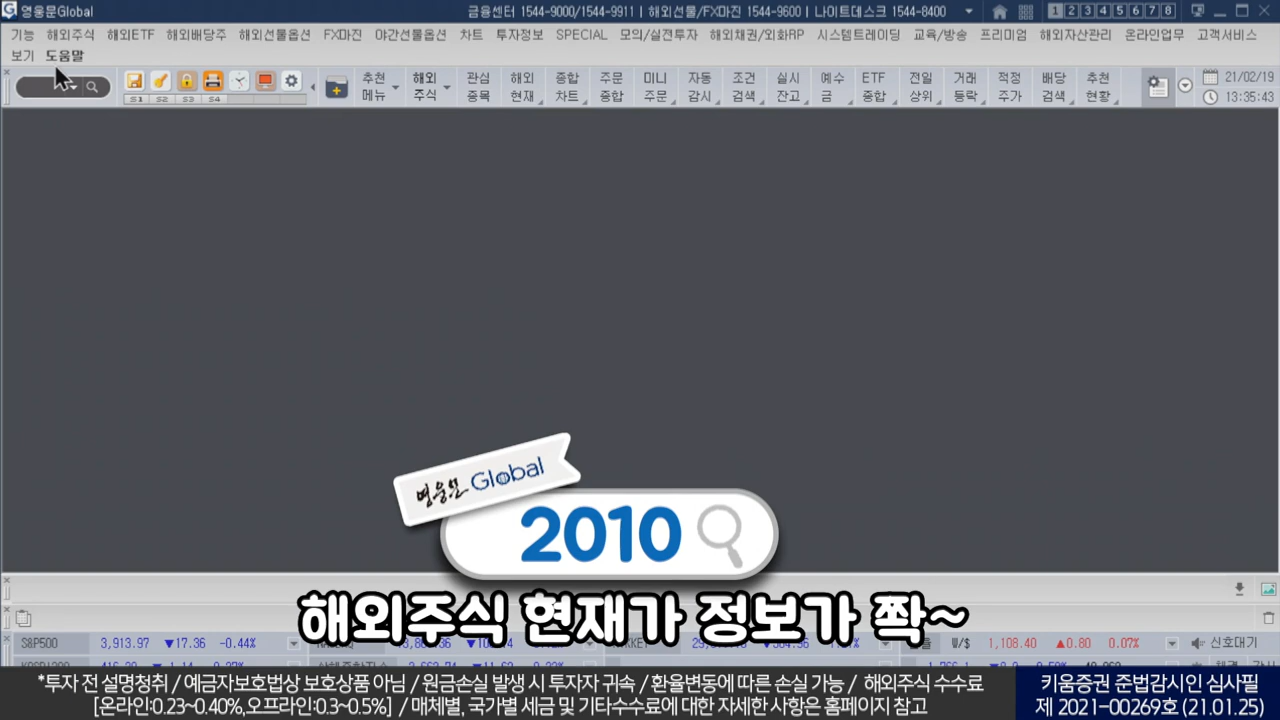 영웅문Global
금융센터 1544-9000/1544-9911 | 해외선물/FX마진 1544-9600 | 나이트데스크 1544-8400
1 2 3 4 5 6 7 8
기능 해외주식 해외ETF 해외배당주 해외선물옵션 FX마진 야간선물옵션 차트 투자정보 SPECIAL 모의/실전투자 해외채권/외화RP 시스템트레이딩 교육/방송 프리미엄 해외자산관리 온라인업무 고객서비스
보기 도움말
추천 해외 관심 해외 종합 주문 미니 자동 조건 실시 예수 ETF 전일 거래 적정 배당 추천 21/02/19
메뉴 주식 종목 현재 차트 종합 주문 감시 검색 잔고 금 종합 상위 등락 주가 검색 현황 13:35:43
S1 S2 S3 S4
영웅문 Global
2010
해외주식 현재가 정보가 쫙~
S&P500 3,913.97 ▼17.36 -0.44% W/$ 1,108.40 ▲0.80 0.07% 신호대기
*투자 전 설명청취 / 예금자보호법상 보호상품 아님 / 원금손실 발생 시 투자자 귀속 / 환율변동에 따른 손실 가능 / 해외주식 수수료
[온라인:0.23~0.40%,오프라인:0.3~0.5%] / 매체별, 국가별 세금 및 기타수수료에 대한 자세한 사항은 홈페이지 참고
키움증권 준법감시인 심사필
제 2021-00269호 (21.01.25)